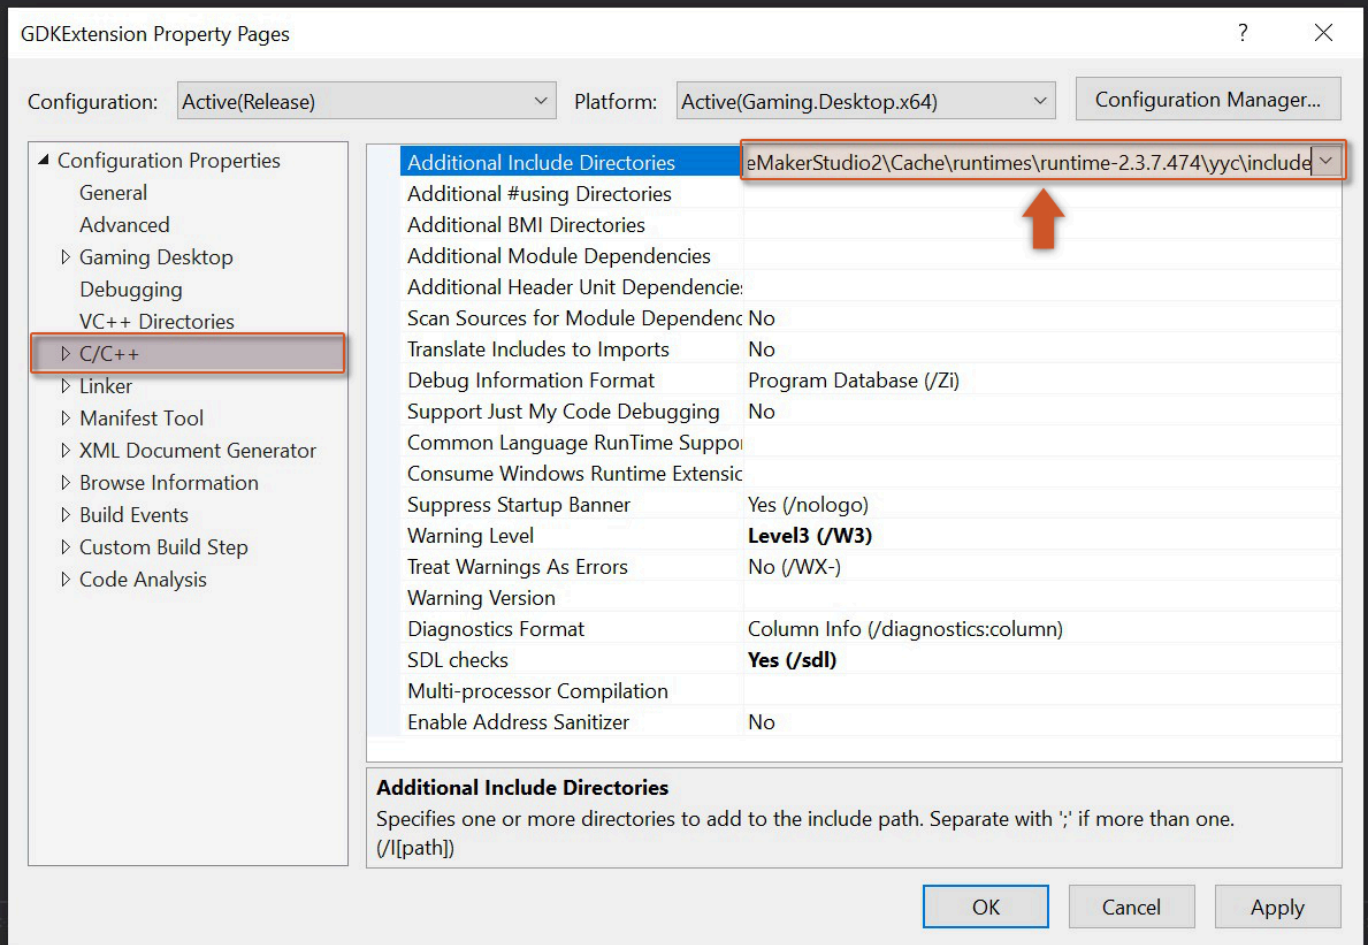 GDKExtension Property Pages
?
Configuration: Active(Release) Platform: Active(Gaming.Desktop.x64) Configuration Manager...
Configuration Properties
General
Advanced
Gaming Desktop
Debugging
VC++ Directories
C/C++
Linker
Manifest Tool
XML Document Generator
Browse Information
Build Events
Custom Build Step
Code Analysis
Additional Include Directories eMakerStudio2\Cache\runtimes\runtime-2.3.7.474\yyc\include
Additional #using Directories
Additional BMI Directories
Additional Module Dependencies
Additional Header Unit Dependencies
Scan Sources for Module Dependenc No
Translate Includes to Imports No
Debug Information Format Program Database (/Zi)
Support Just My Code Debugging No
Common Language RunTime Suppor
Consume Windows Runtime Extensic
Suppress Startup Banner Yes (/nologo)
Warning Level Level3 (/W3)
Treat Warnings As Errors No (/WX-)
Warning Version
Diagnostics Format Column Info (/diagnostics:column)
SDL checks Yes (/sdl)
Multi-processor Compilation
Enable Address Sanitizer No
Additional Include Directories
Specifies one or more directories to add to the include path. Separate with ';' if more than one.
(/I[path])
OK Cancel Apply